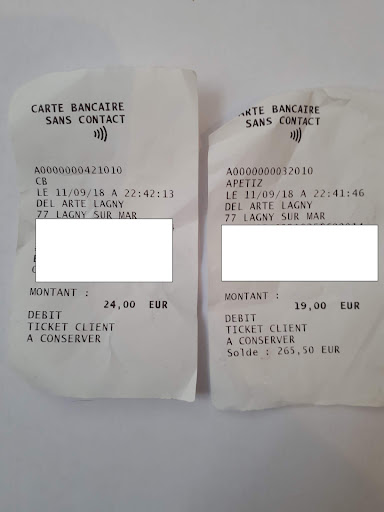 CARTE BANCAIRE
SANS CONTACT
A0000000421010
CB
LE 11/09/18 A 22:42:13
DEL ARTE LAGNY
77 LAGNY SUR MAR
MONTANT :
24,00 EUR
DEBIT
TICKET CLIENT
A CONSERVER
RTE BANCAIRE
SANS CONTACT
A0000000032010
APETIZ
LE 11/09/18 A 22:41:46
DEL ARTE LAGNY
77 LAGNY SUR MAR
MONTANT :
19,00 EUR
DEBIT
TICKET CLIENT
A CONSERVER
Solde : 265,50 EUR